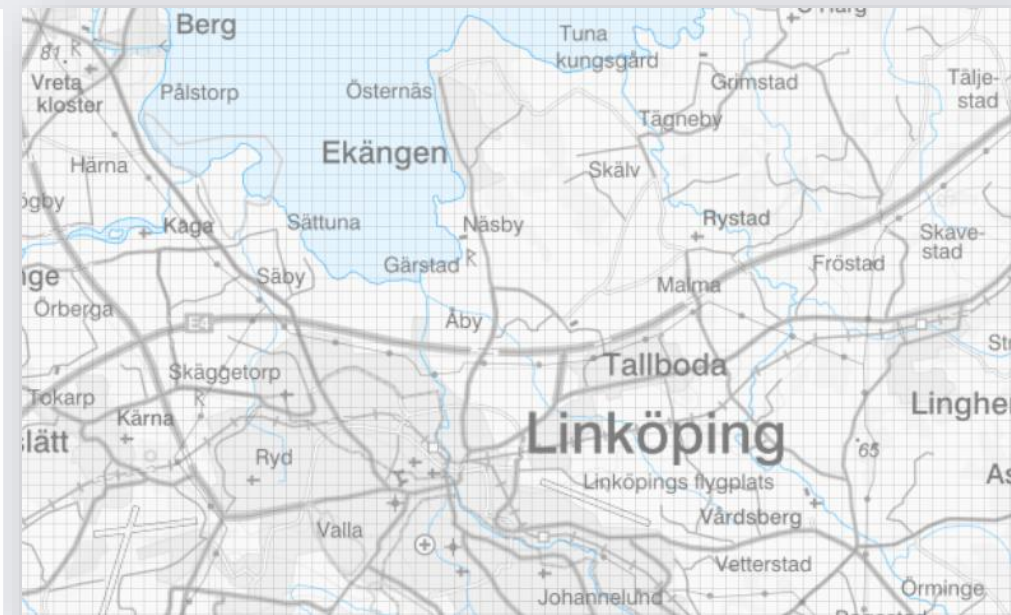 Berg
Tuna
kungsgård
81
Vreta
kloster
Pålstorp
Östernäs
Grimstad
Tälje-
stad
Tägneby
Ekängen
Härna
Skälv
Kaga
Sättuna
Näsby
Rystad
Skave-
stad
Gärstad
Fröstad
Säby
Malma
Örberga
E4
Åby
Skäggetorp
Tallboda
Tokarp
Kärna
Linköping
Ryd
65
Linköpings flygplats
Valla
Vårdsberg
Vetterstad
Johannelund
Örminge